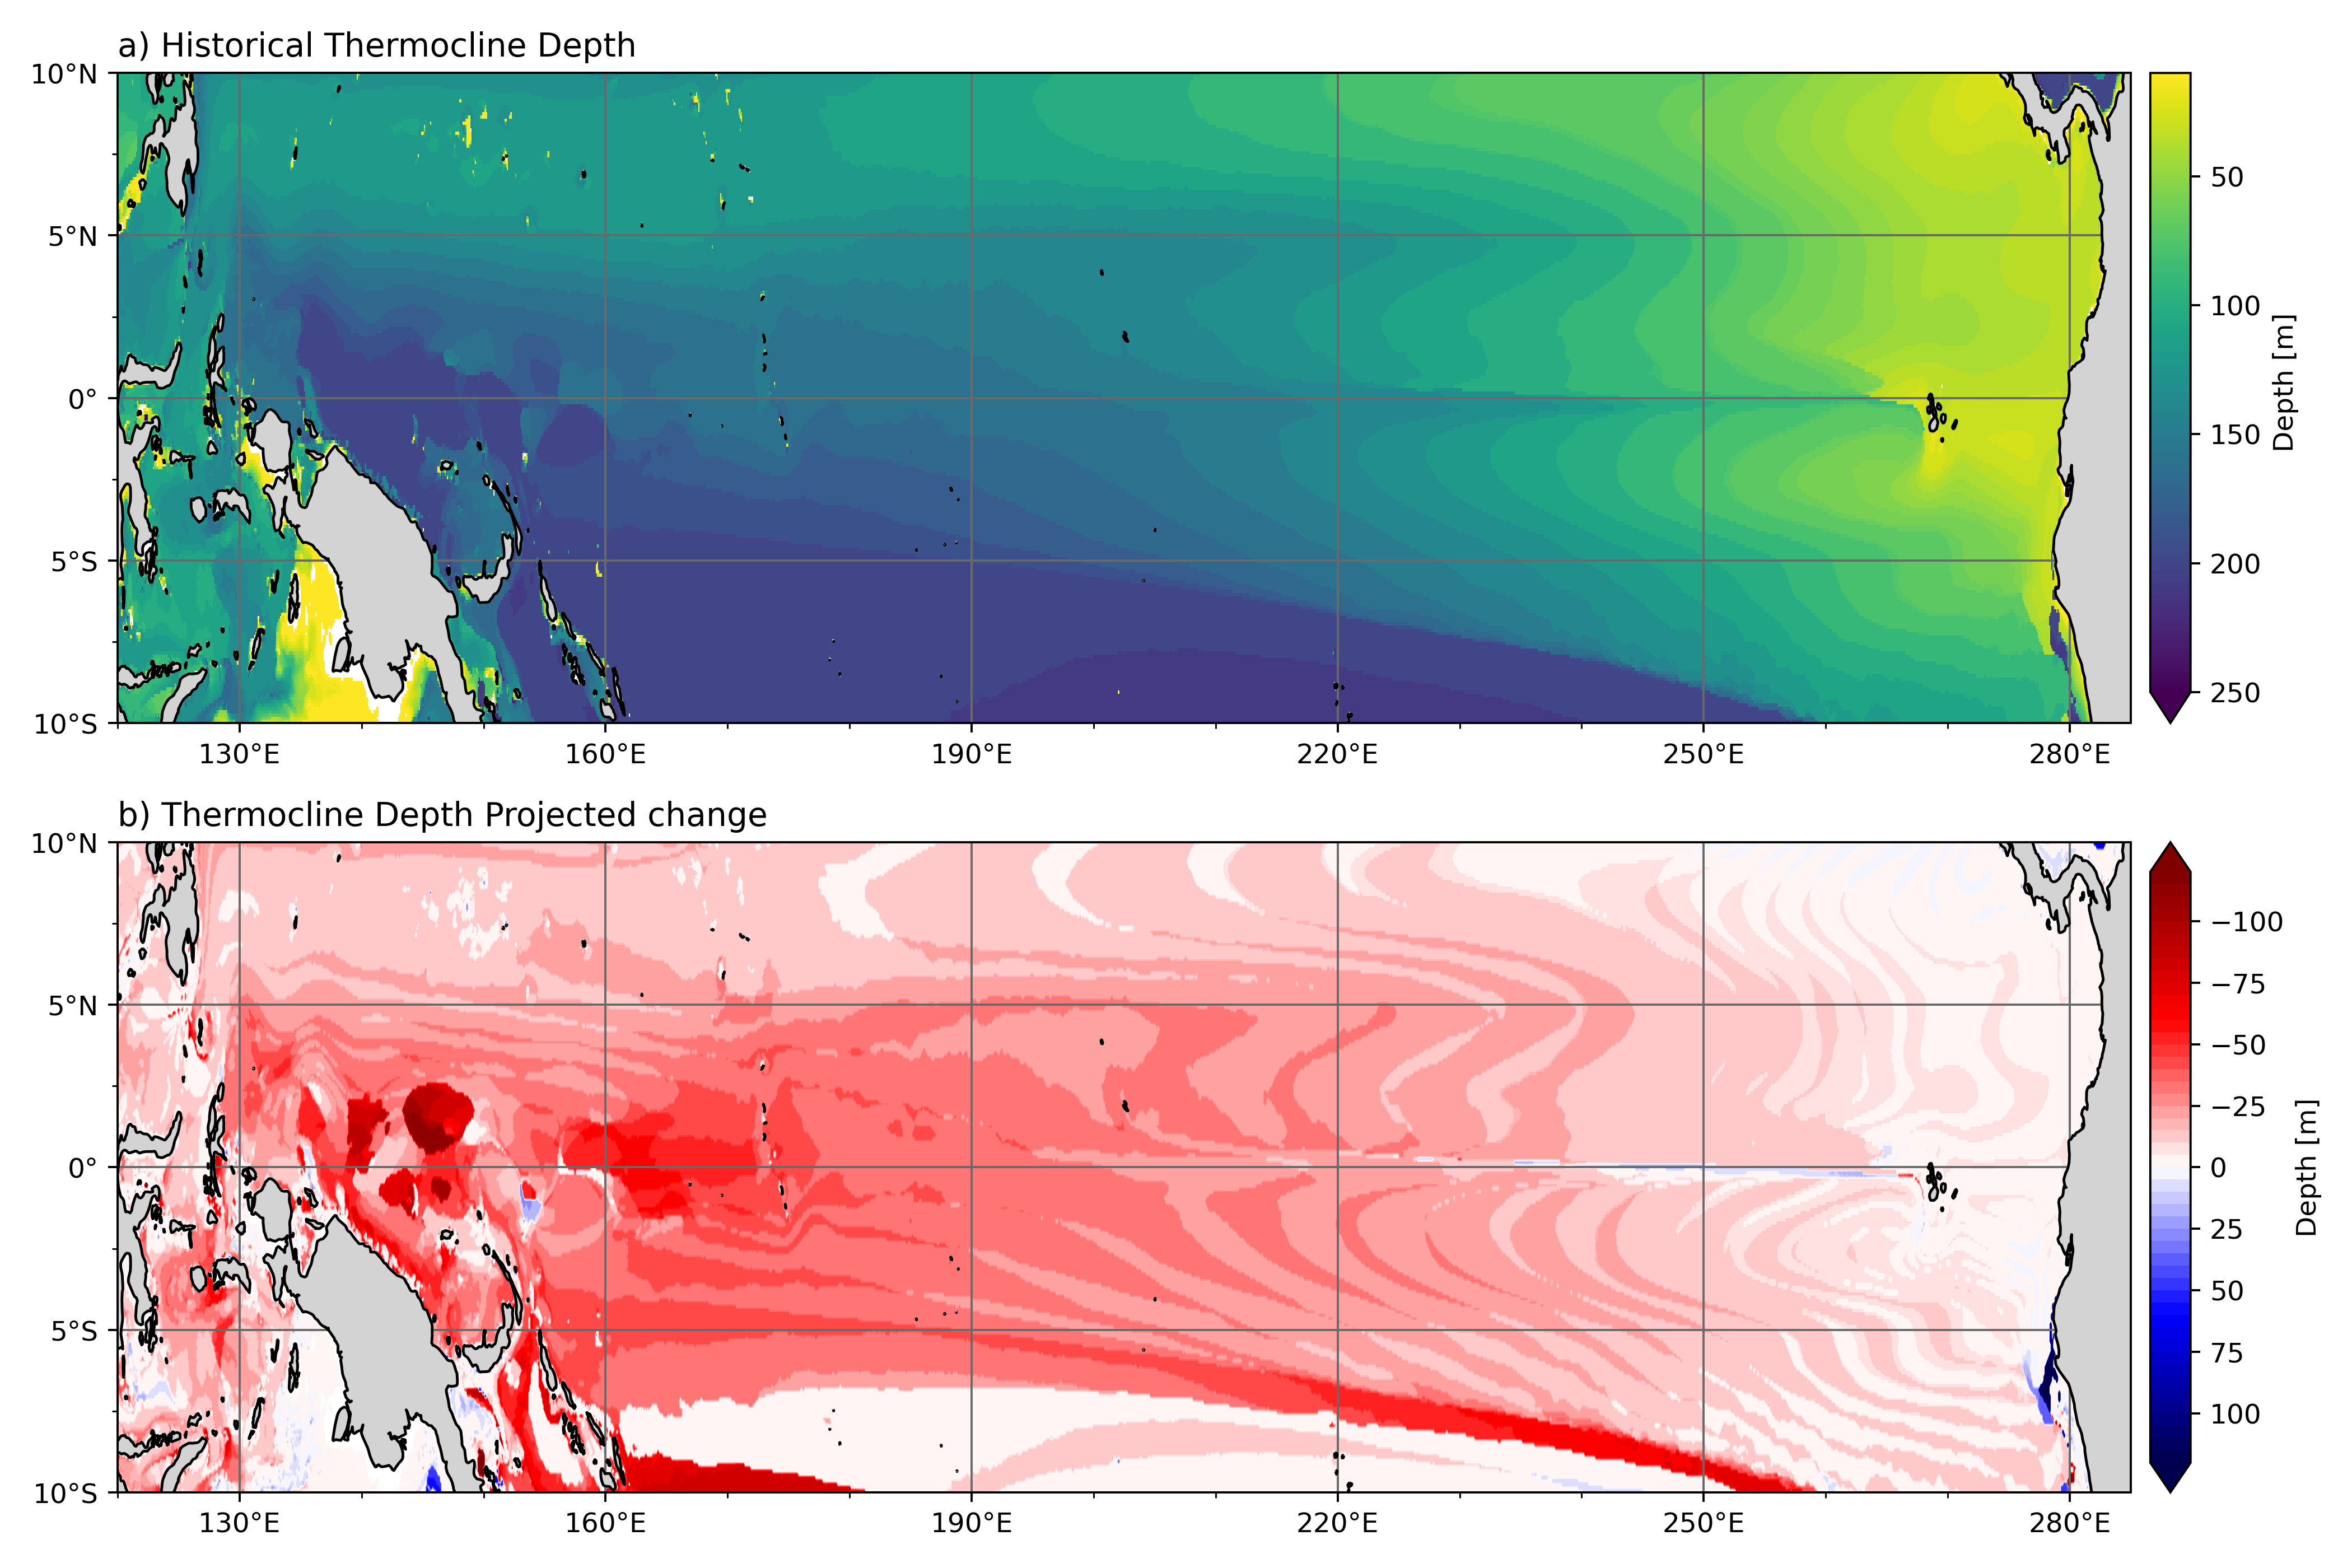 a) Historical Thermocline Depth
10°N
5°N
0°
5°S
10°S
130°E 160°E 190°E 220°E 250°E 280°E
50
100
150
200
250
Depth [m]
b) Thermocline Depth Projected change
10°N
5°N
0°
5°S
10°S
130°E 160°E 190°E 220°E 250°E 280°E
−100
−75
−50
−25
0
25
50
75
100
Depth [m]